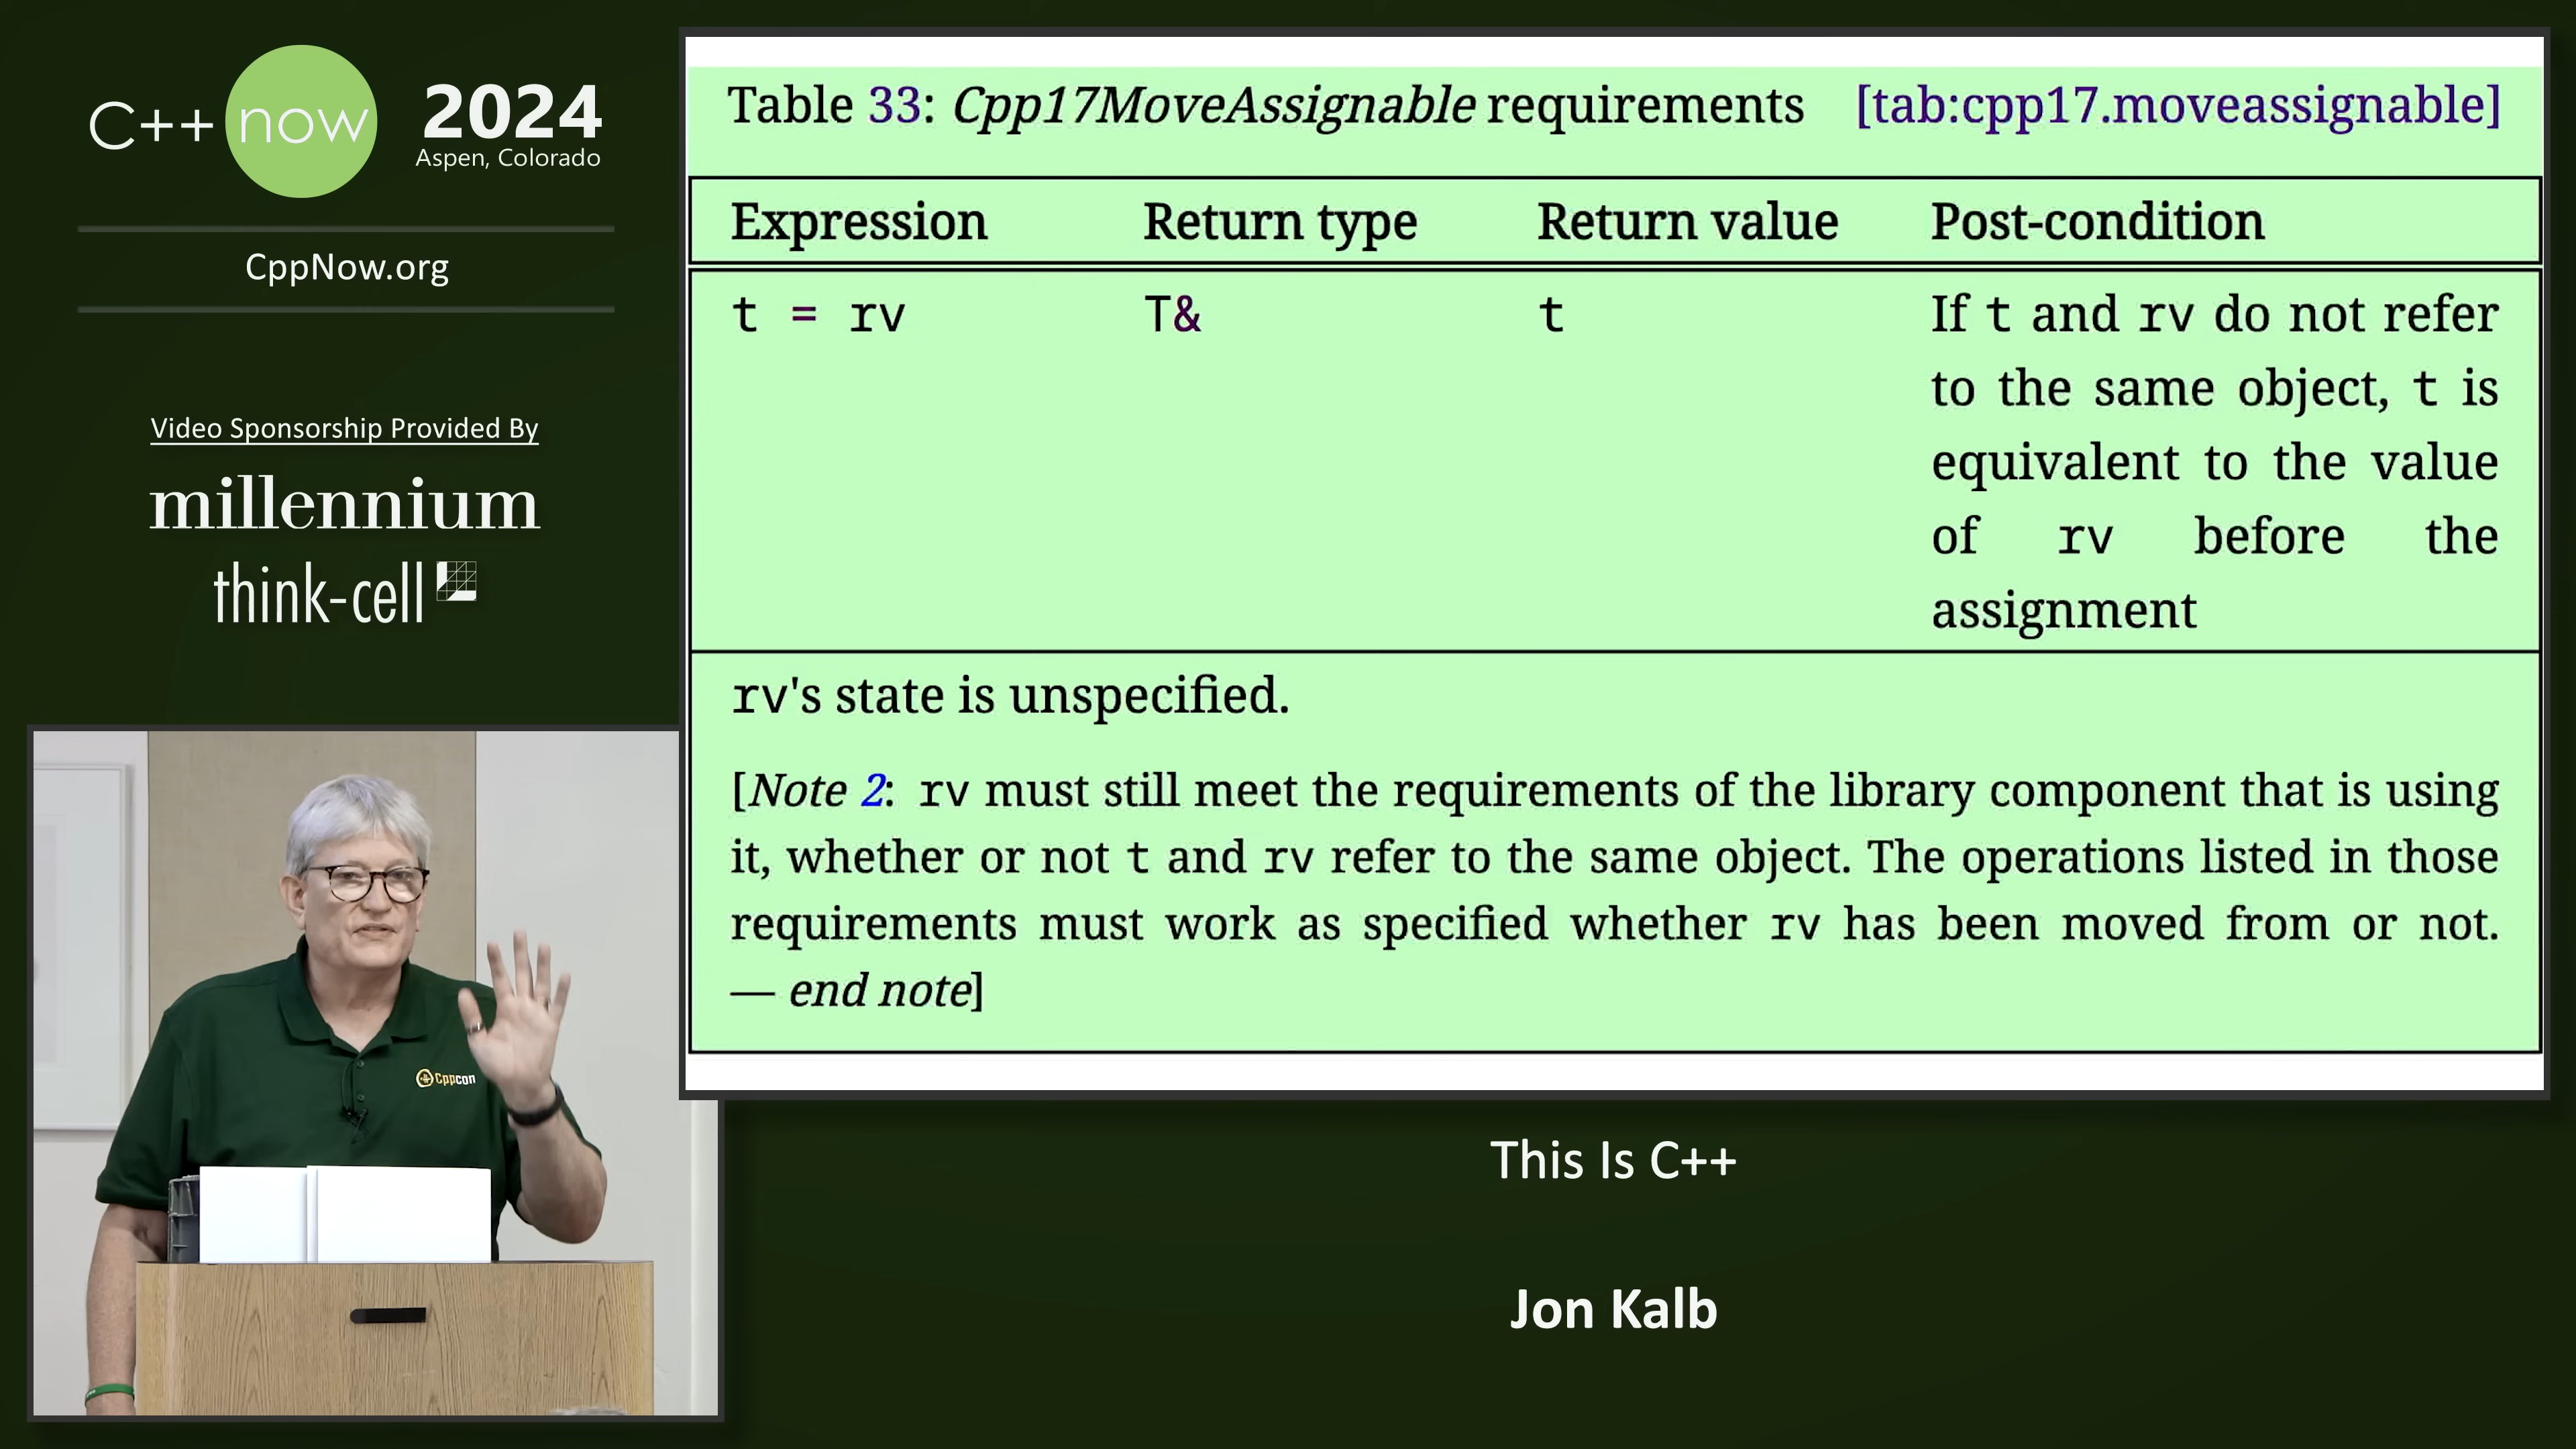 C++ now 2024
Aspen, Colorado
CppNow.org
Video Sponsorship Provided By
millennium
think-cell
Table 33: Cpp17MoveAssignable requirements [tab:cpp17.moveassignable]
Expression Return type Return value Post-condition
t = rv T& t If t and rv do not refer
to the same object, t is
equivalent to the value
of rv before the
assignment
rv's state is unspecified.
[Note 2: rv must still meet the requirements of the library component that is using
it, whether or not t and rv refer to the same object. The operations listed in those
requirements must work as specified whether rv has been moved from or not.
— end note]
Cppcon
This Is C++
Jon Kalb